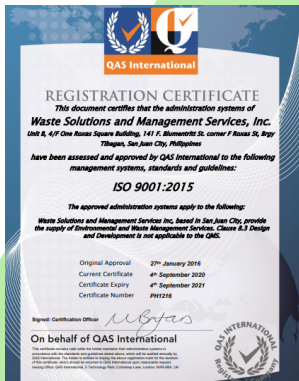 QAS International
REGISTRATION CERTIFICATE
This document certifies that the administration systems of
Waste Solutions and Management Services, Inc.
Unit B, 4/F One Roxas Square Building, 141 F. Blumentritt St. corner F Roxas St, Brgy
Tibagan, San Juan City, Philippines
have been assessed and approved by QAS International to the following
management systems, standards and guidelines:
ISO 9001:2015
The approved administration systems apply to the following:
Waste Solutions and Management Services Inc, based in San Juan City, provide
the supply of Environmental and Waste Management Services. Clause 8.3 Design
and Development is not applicable to the QMS.
Original Approval 27th January 2016
Current Certificate 4th September 2020
Certificate Expiry 4th September 2021
Certificate Number PH1216
Signed: Certification Officer
On behalf of QAS International
QAS INTERNATIONAL